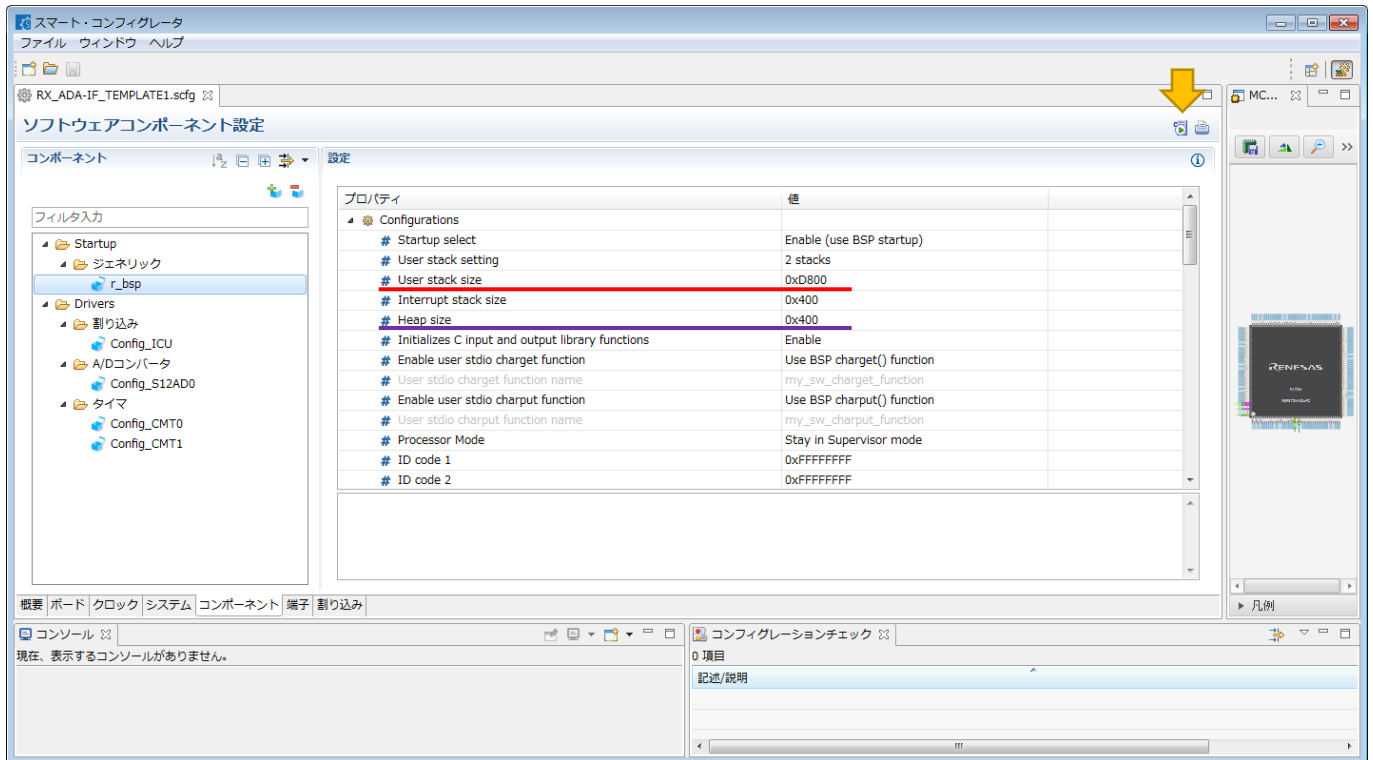 スマート・コンフィグレータ
ファイル ウィンドウ ヘルプ
RX_ADA-IF_TEMPLATE1.scfg
MC...
ソフトウェアコンポーネント設定
コンポーネント
設定
フィルタ入力
Startup
ジェネリック
r_bsp
Drivers
割り込み
Config_ICU
A/Dコンバータ
Config_S12AD0
タイマ
Config_CMT0
Config_CMT1
プロパティ 値
Configurations
# Startup select Enable (use BSP startup)
# User stack setting 2 stacks
# User stack size 0xD800
# Interrupt stack size 0x400
# Heap size 0x400
# Initializes C input and output library functions Enable
# Enable user stdio charget function Use BSP charget() function
# User stdio charget function name my_sw_charget_function
# Enable user stdio charput function Use BSP charput() function
# User stdio charput function name my_sw_charput_function
# Processor Mode Stay in Supervisor mode
# ID code 1 0xFFFFFFFF
# ID code 2 0xFFFFFFFF
RENESAS
概要 ボード クロック システム コンポーネント 端子 割り込み
凡例
コンソール
現在、表示するコンソールがありません。
コンフィグレーションチェック
0 項目
記述/説明